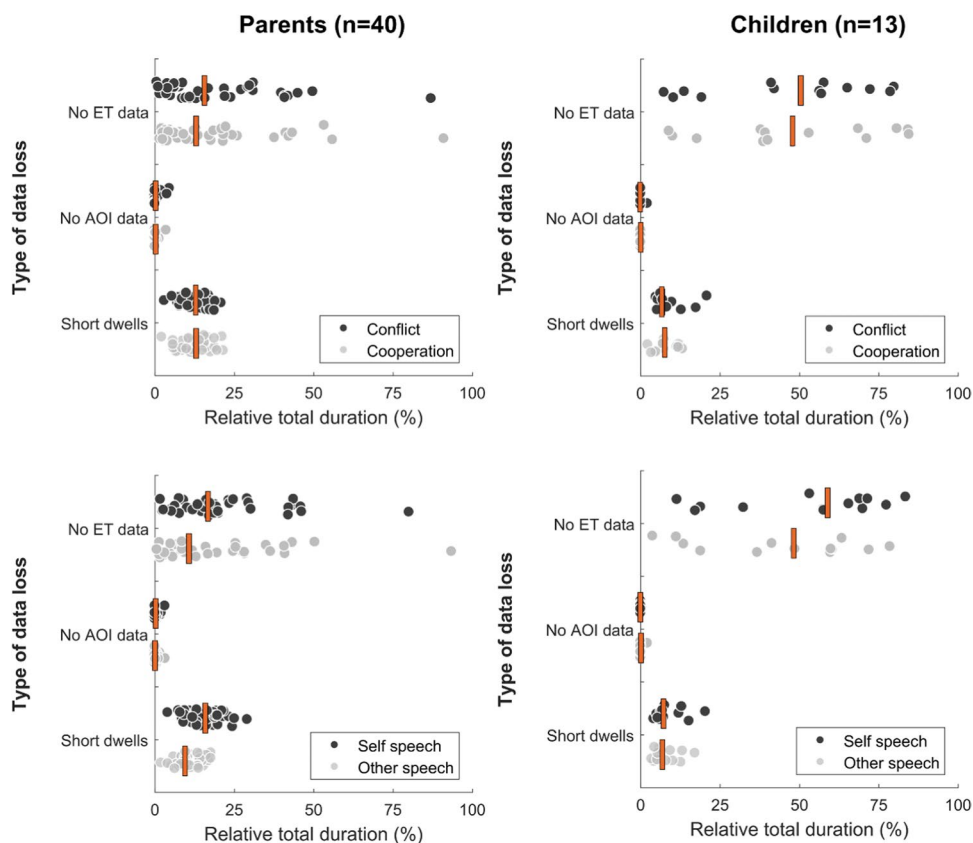 Parents (n=40)
Children (n=13)
Type of data loss
No ET data
No AOI data
Short dwells
Conflict
Cooperation
0 25 50 75 100
Relative total duration (%)
Type of data loss
No ET data
No AOI data
Short dwells
Conflict
Cooperation
0 25 50 75 100
Relative total duration (%)
Type of data loss
No ET data
No AOI data
Short dwells
Self speech
Other speech
0 25 50 75 100
Relative total duration (%)
Type of data loss
No ET data
No AOI data
Short dwells
Self speech
Other speech
0 25 50 75 100
Relative total duration (%)